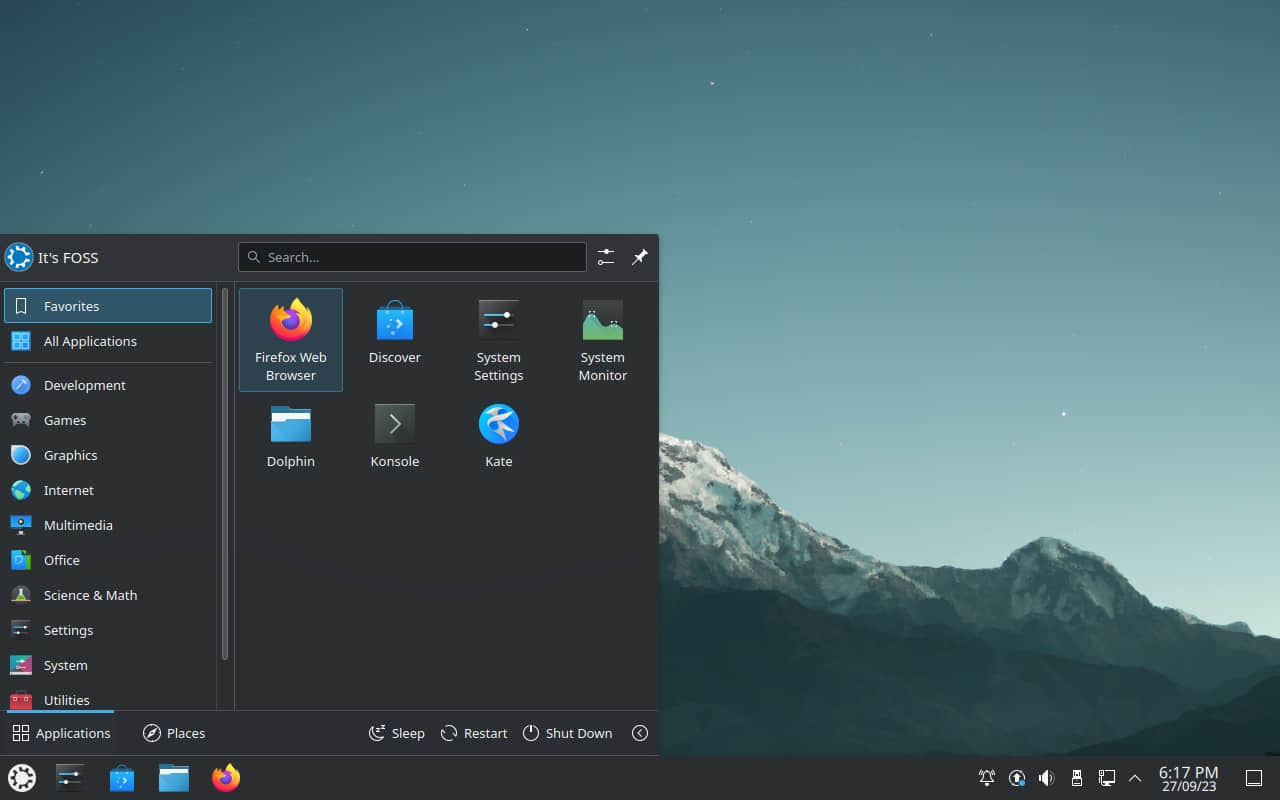 It's FOSS
Search...
Favorites
All Applications
Development
Games
Graphics
Internet
Multimedia
Office
Science & Math
Settings
System
Utilities
Firefox Web
Browser
Discover
System
Settings
System
Monitor
Dolphin
Konsole
Kate
Applications
Places
Sleep
Restart
Shut Down
6:17 PM
27/09/23